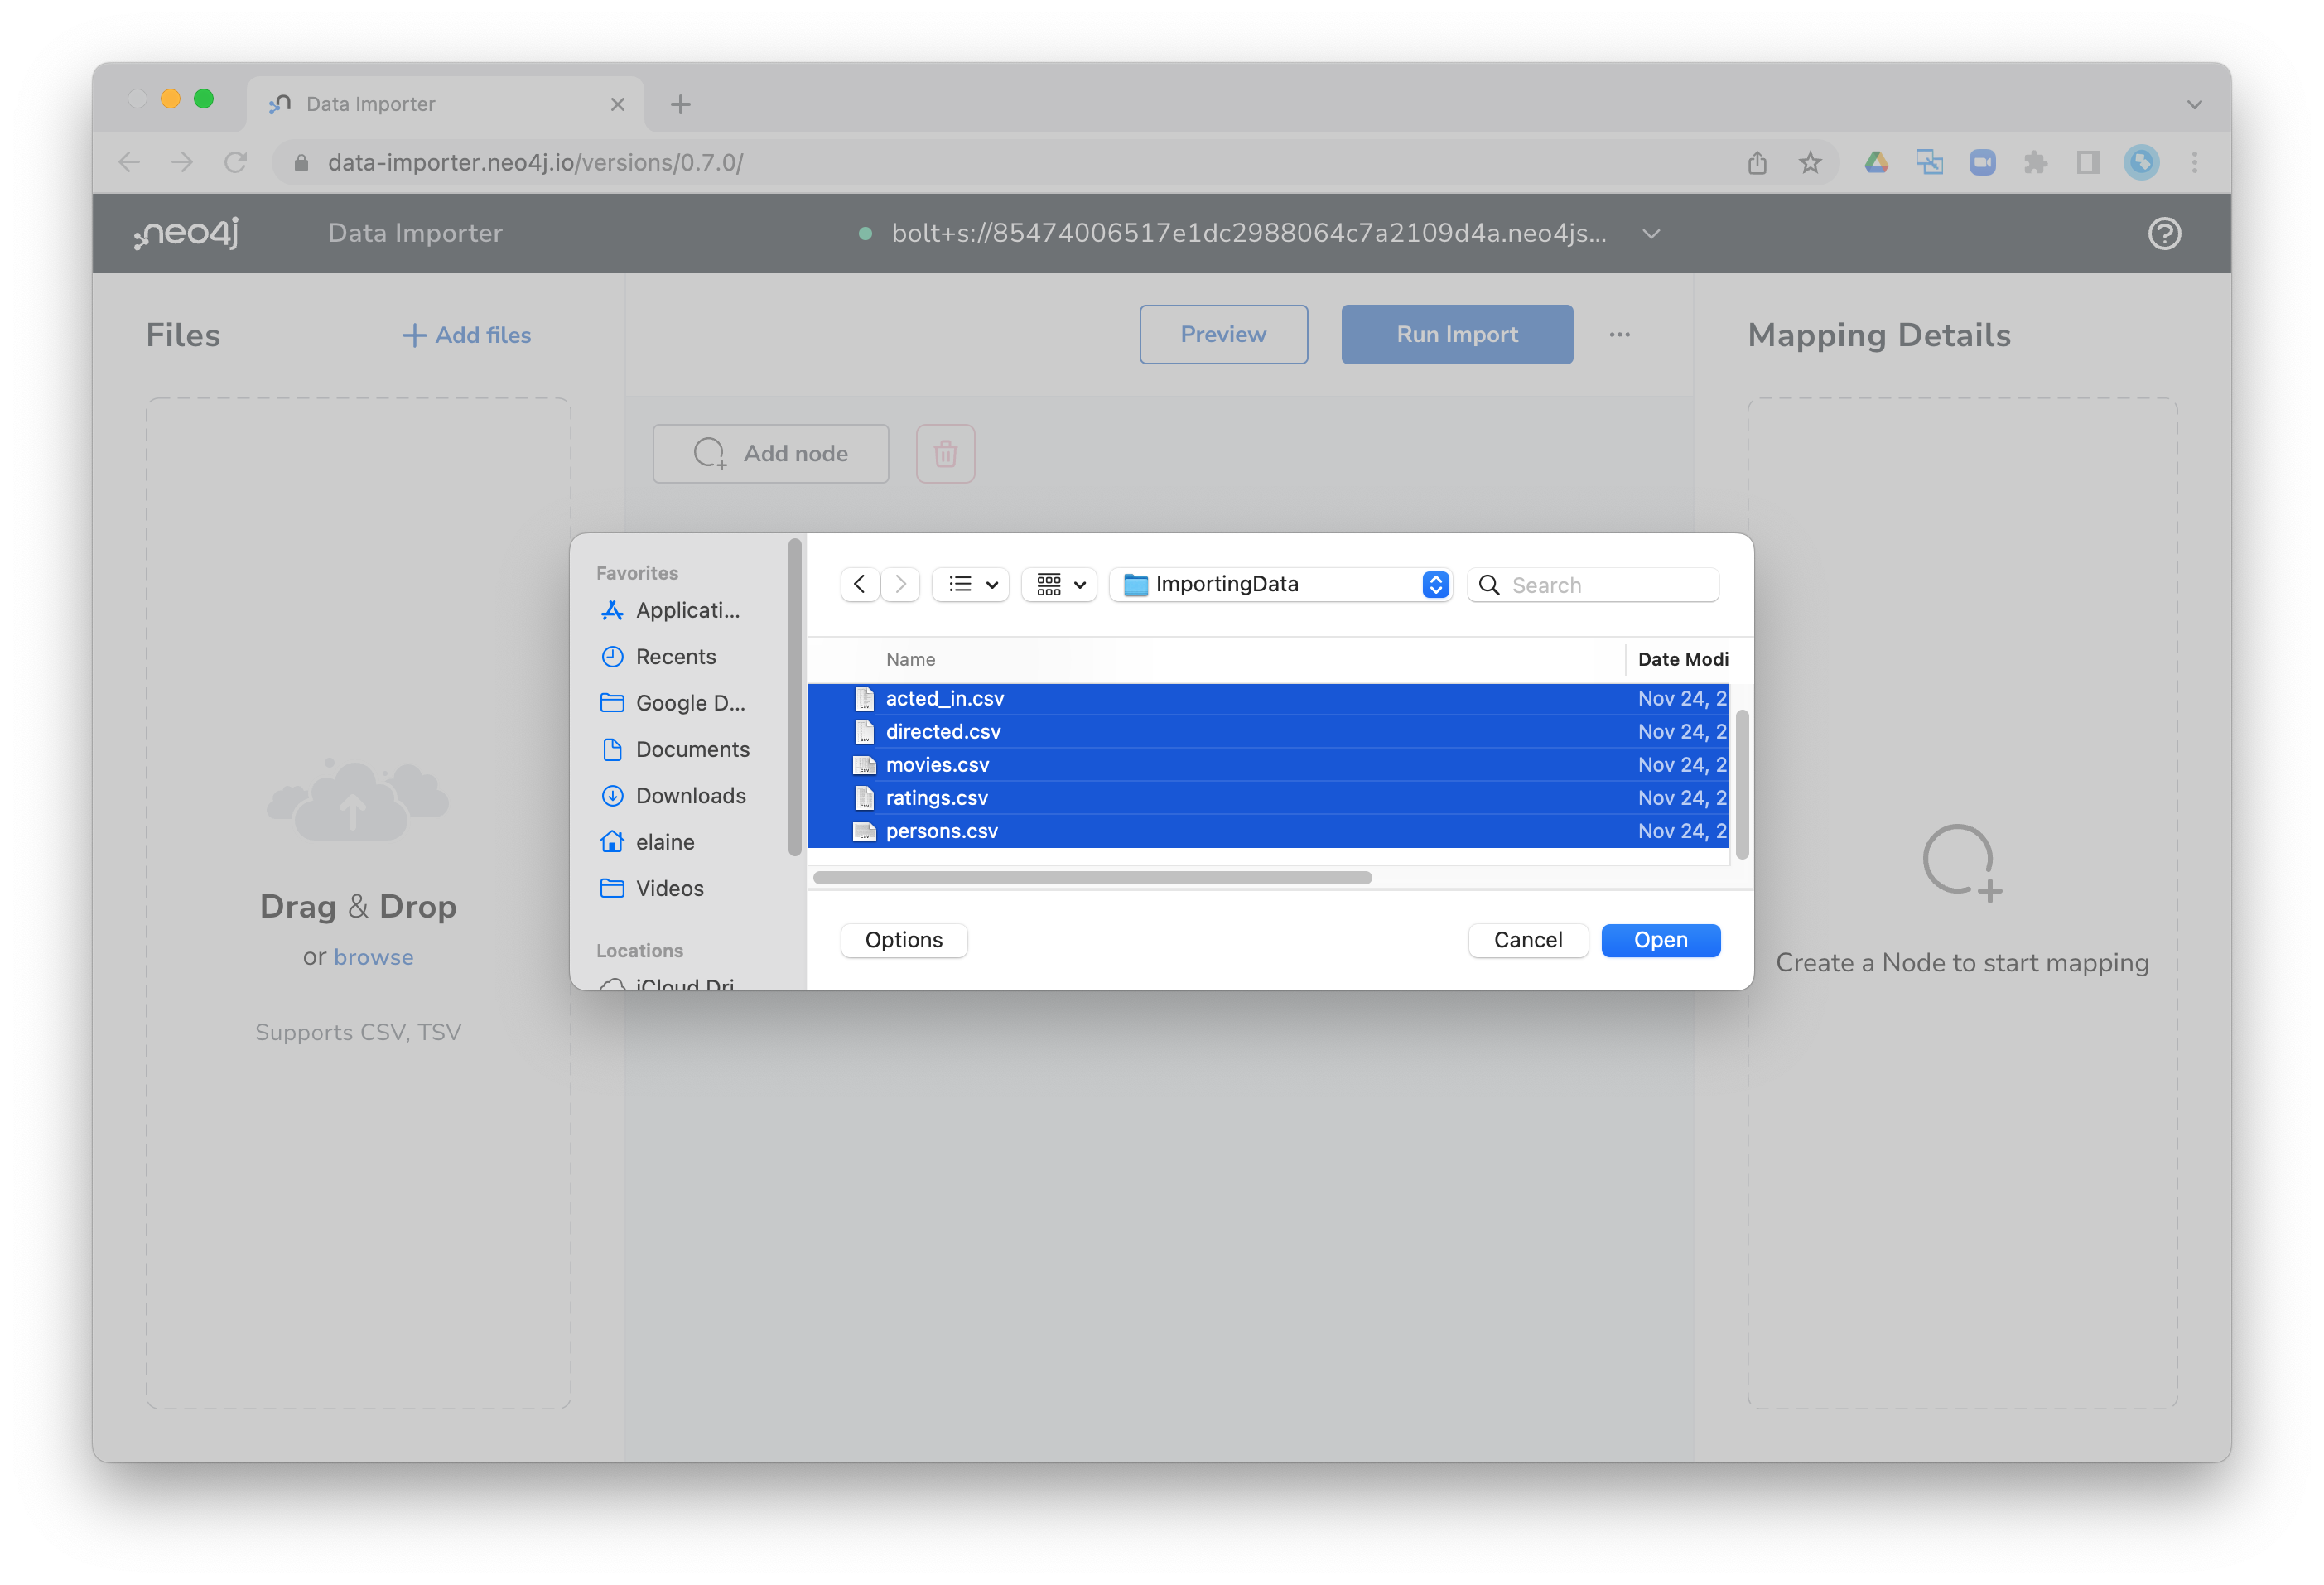 Data Importer
data-importer.neo4j.io/versions/0.7.0/
neo4j
Data Importer
bolt+s://85474006517e1dc2988064c7a2109d4a.neo4js...
Files
Add files
Preview
Run Import
Mapping Details
Add node
Favorites
Applicati...
Recents
Google D...
Documents
Downloads
elaine
Videos
Locations
iCloud Dri
ImportingData
Search
Name
Date Modi
acted_in.csv
Nov 24, 2
directed.csv
Nov 24, 2
movies.csv
Nov 24, 2
ratings.csv
Nov 24, 2
persons.csv
Nov 24, 2
Options
Cancel
Open
Drag & Drop
or browse
Supports CSV, TSV
Create a Node to start mapping